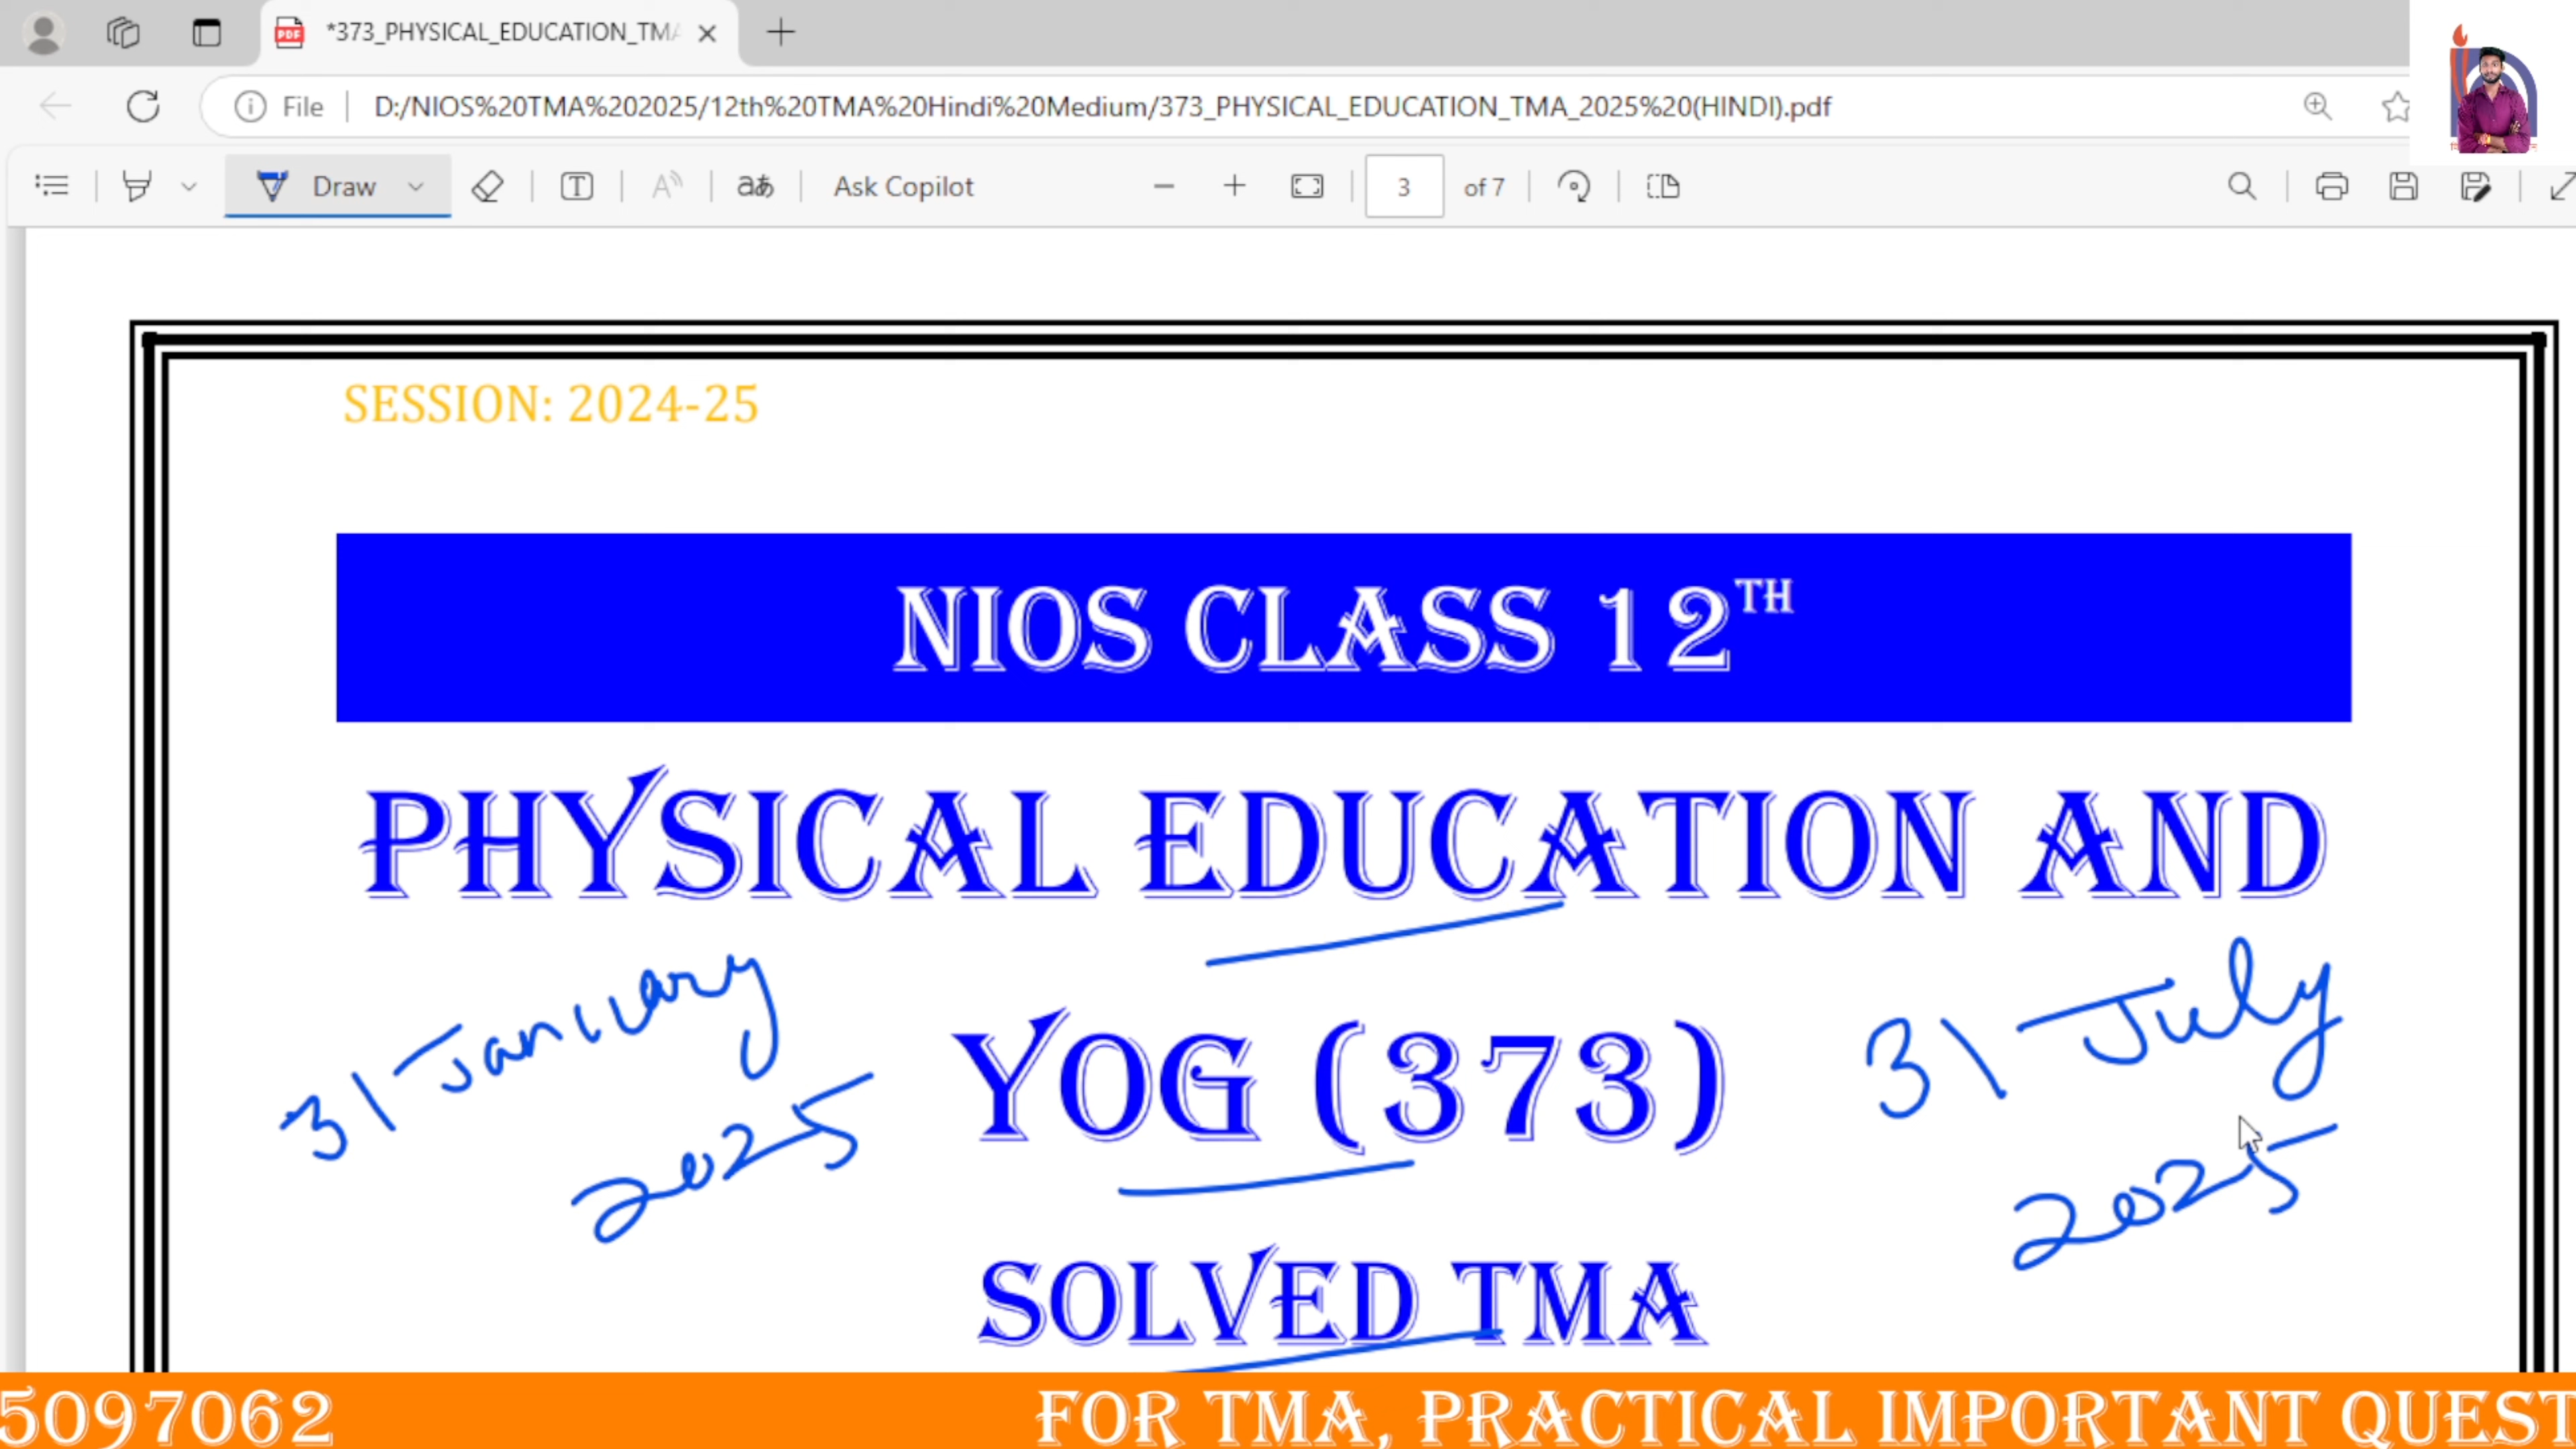 *373_PHYSICAL_EDUCATION_TMA
File
D:/NIOS%20TMA%202025/12th%20TMA%20Hindi%20Medium/373_PHYSICAL_EDUCATION_TMA_2025%20(HINDI).pdf
Draw
Ask Copilot
3 of 7
SESSION: 2024-25
NIOS CLASS 12TH
PHYSICAL EDUCATION AND
31 January
2025
YOG (373)
31 July
2025
SOLVED TMA
5097062
FOR TMA, PRACTICAL IMPORTANT QUEST